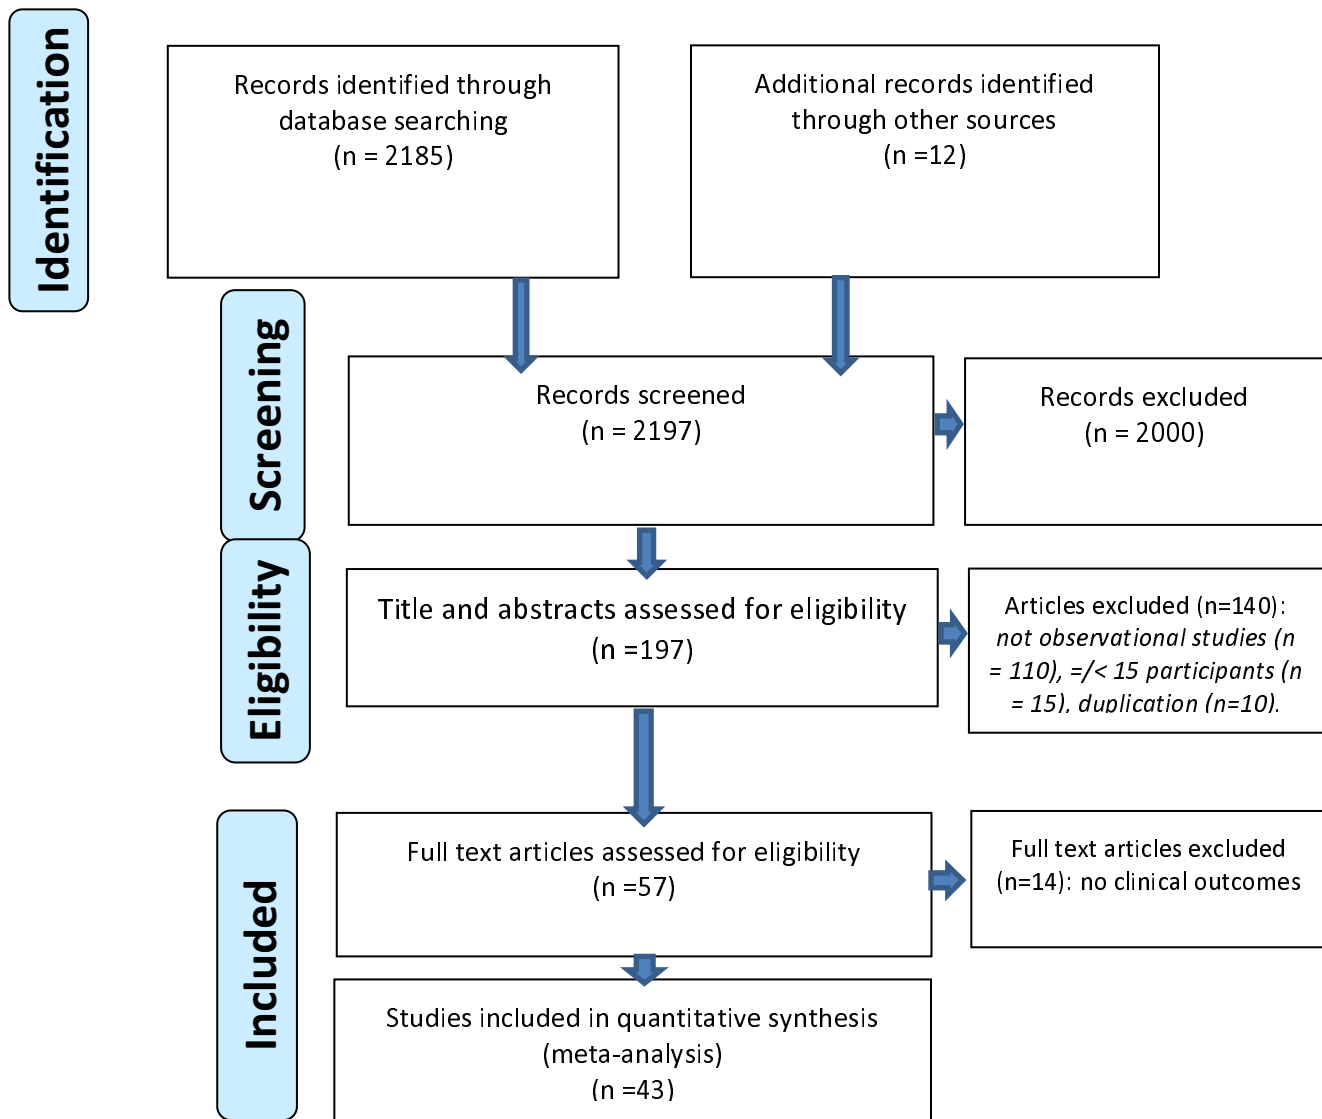 Identification
Records identified through
database searching
(n = 2185)
Additional records identified
through other sources
(n =12)
Screening
Records screened
(n = 2197)
Records excluded
(n = 2000)
Eligibility
Title and abstracts assessed for eligibility
(n =197)
Articles excluded (n=140):
not observational studies (n
= 110), =/< 15 participants (n
= 15), duplication (n=10).
Included
Full text articles assessed for eligibility
(n =57)
Full text articles excluded
(n=14): no clinical outcomes
Studies included in quantitative synthesis
(meta-analysis)
(n =43)